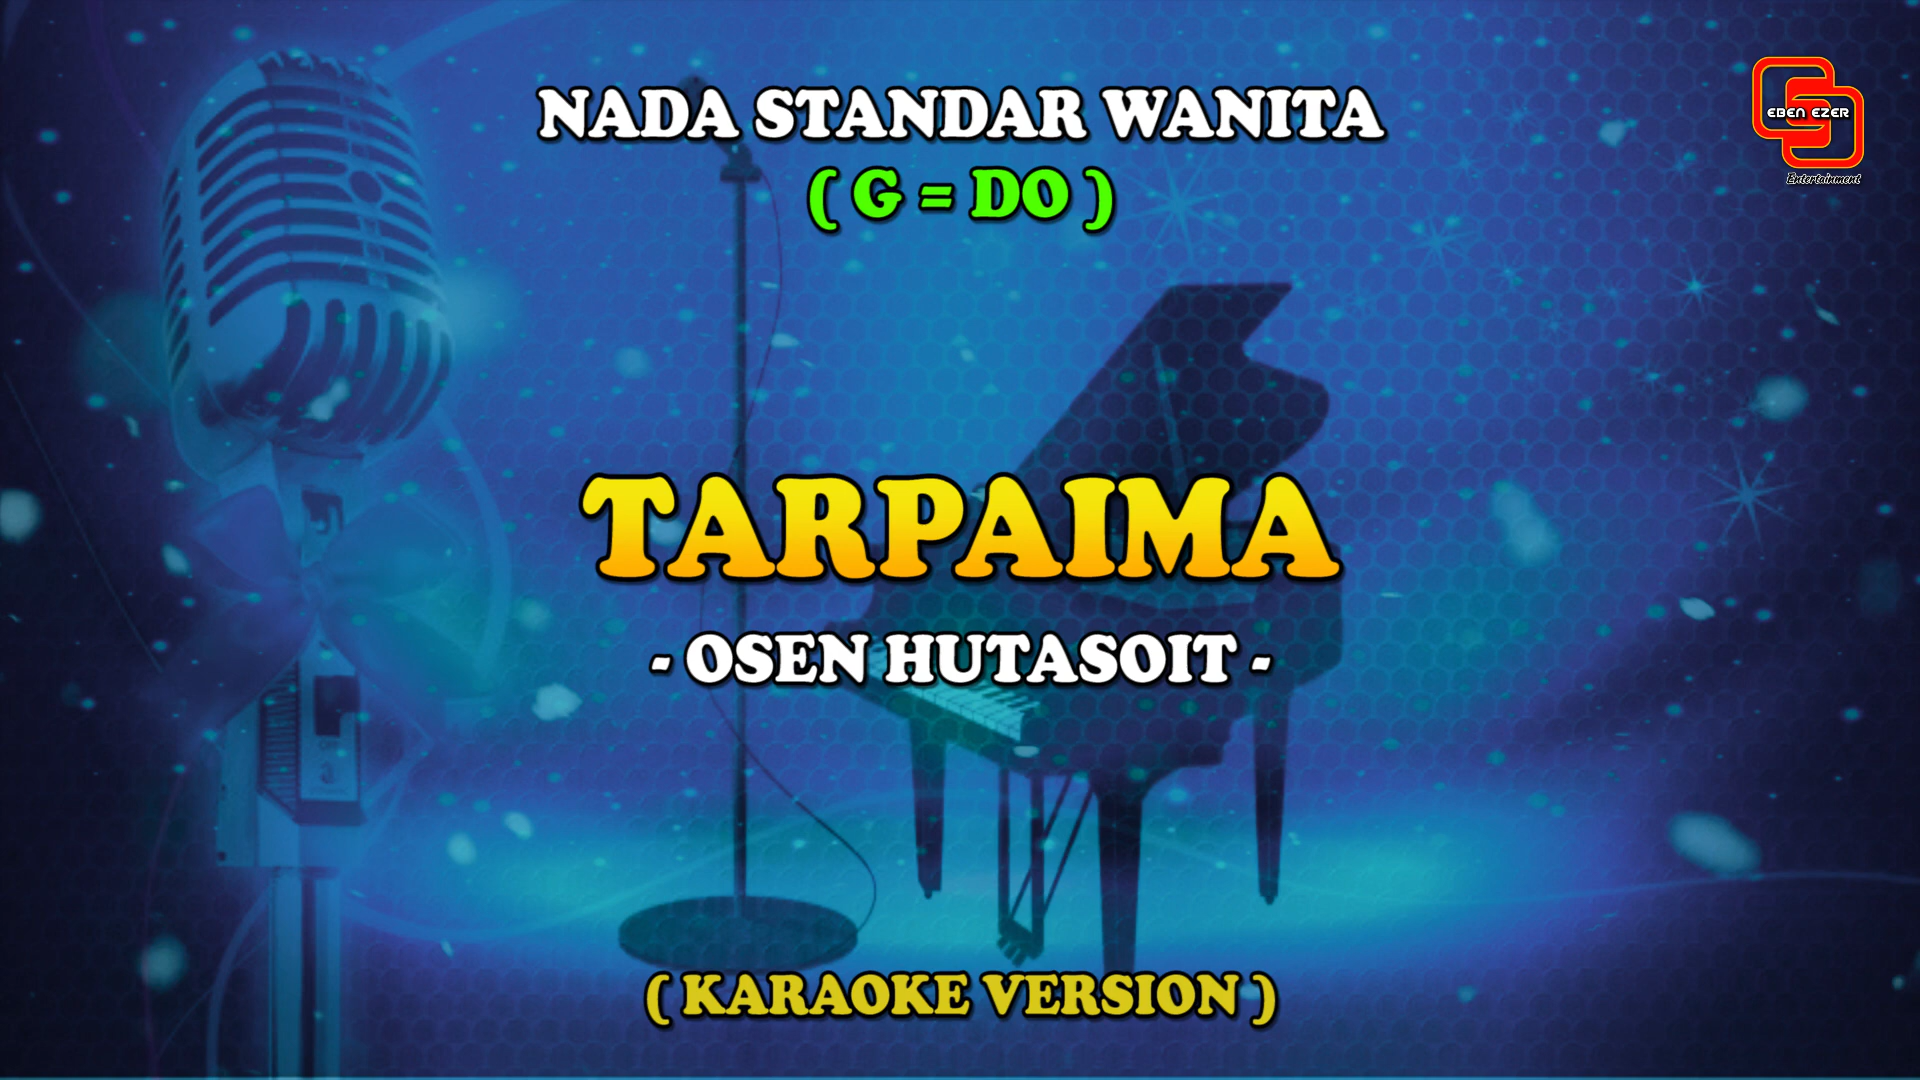 NADA STANDAR WANITA
( G = DO )
EBEN EZER
Entertainment
TARPAIMA
- OSEN HUTASOIT -
( KARAOKE VERSION )